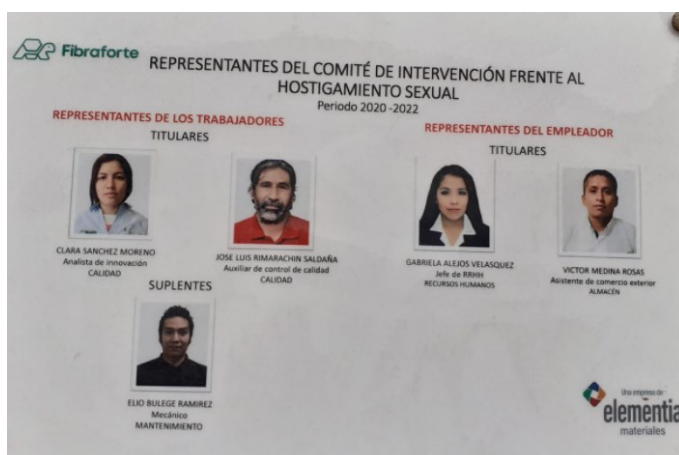 Fibraforte
REPRESENTANTES DEL COMITÉ DE INTERVENCIÓN FRENTE AL
HOSTIGAMIENTO SEXUAL
Periodo 2020 -2022
REPRESENTANTES DE LOS TRABAJADORES
TITULARES
CLARA SANCHEZ MORENO
Analista de innovación
CALIDAD
JOSE LUIS RIMARACHIN SALDAÑA
Auxiliar de control de calidad
CALIDAD
SUPLENTES
ELIO BULEGE RAMIREZ
Mecánico
MANTENIMIENTO
REPRESENTANTES DEL EMPLEADOR
TITULARES
GABRIELA ALEJOS VELASQUEZ
Jefe de RRHH
RECURSOS HUMANOS
VICTOR MEDINA ROSAS
Asistente de comercio exterior
ALMACÉN
Una empresa de
elementia
materiales